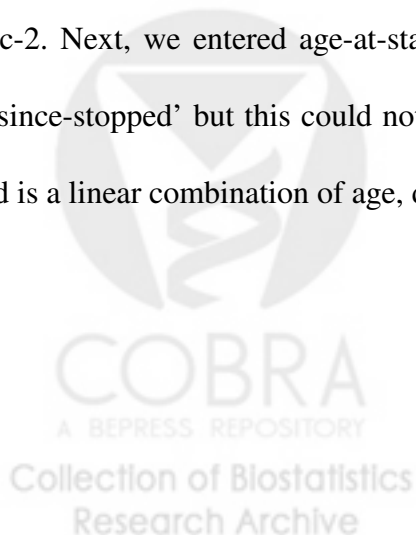 c-2. Next, we entered age-at-sta
since-stopped’ but this could no
d is a linear combination of age,
COBRA
A BEPRESS REPOSITORY
Collection of Biostatistics
Research Archive